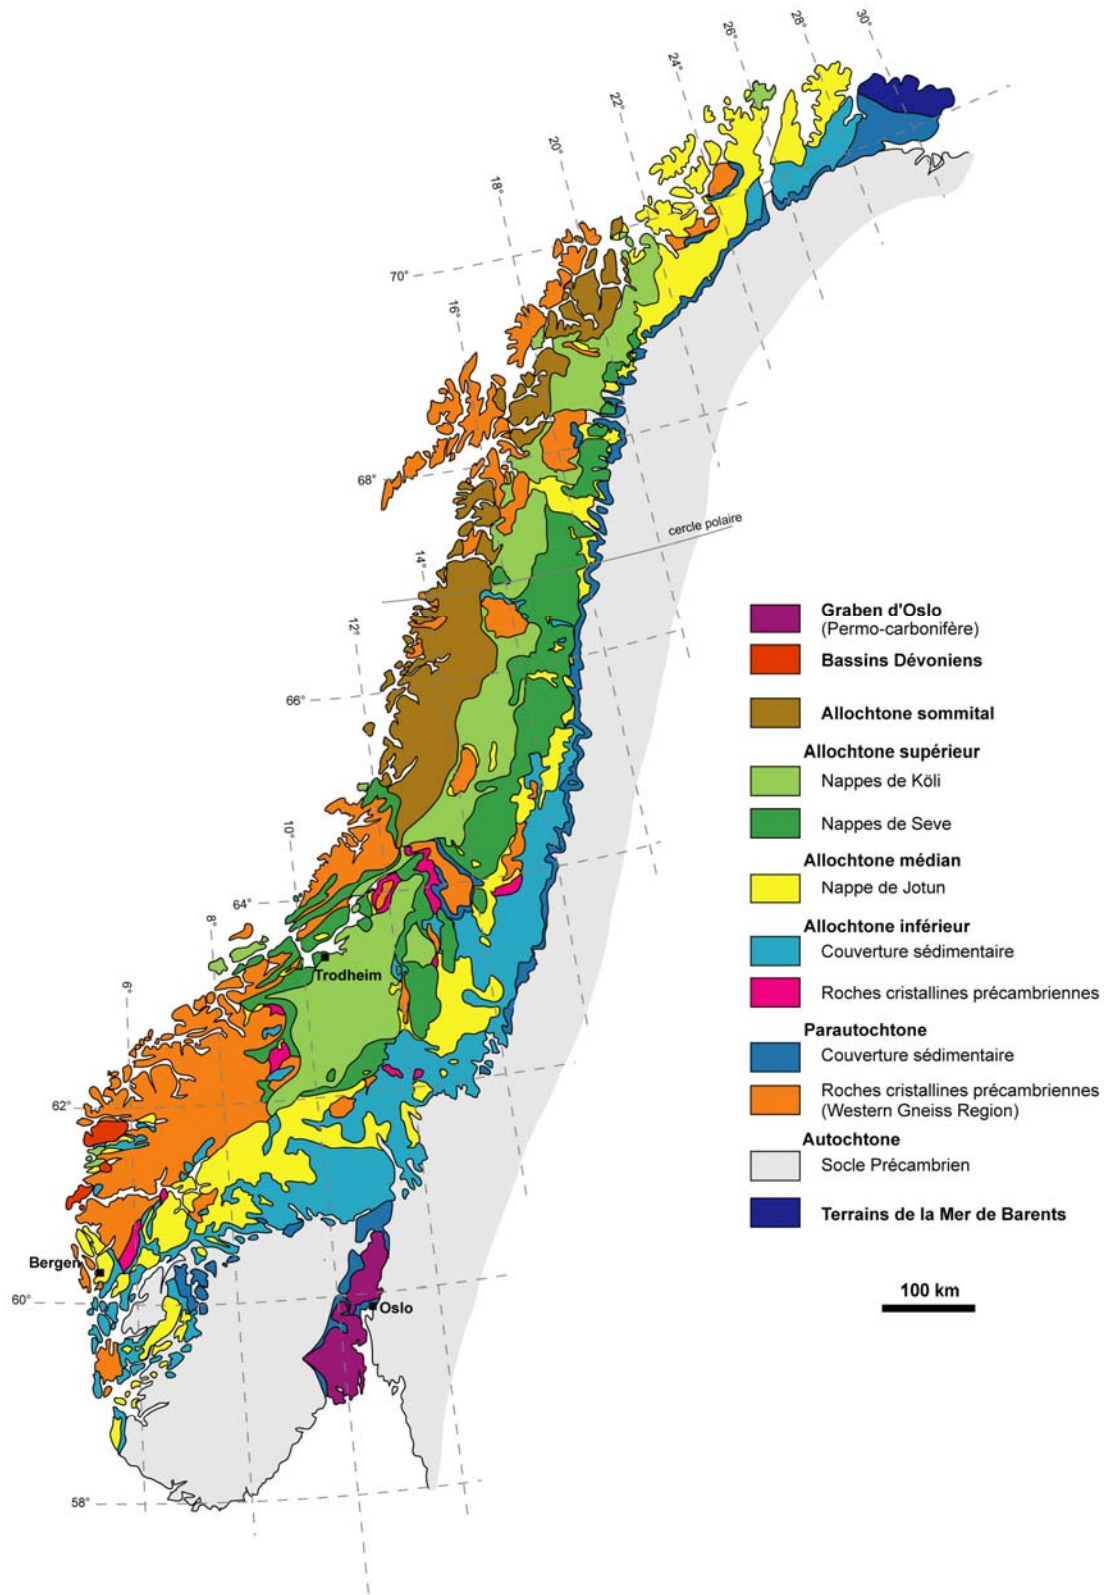 30°
28°
26°
24°
22°
20°
18°
70°
16°
68°
cercle polaire
14°
12°
66°
10°
64°
8°
Trodheim
6°
62°
Bergen
60°
Oslo
58°
Graben d'Oslo
(Permo-carbonifère)
Bassins Dévoniens
Allochtone sommital
Allochtone supérieur
Nappes de Köli
Nappes de Seve
Allochtone médian
Nappe de Jotun
Allochtone inférieur
Couverture sédimentaire
Roches cristallines précambriennes
Parautochtone
Couverture sédimentaire
Roches cristallines précambriennes
(Western Gneiss Region)
Autochtone
Socle Précambrien
Terrains de la Mer de Barents
100 km